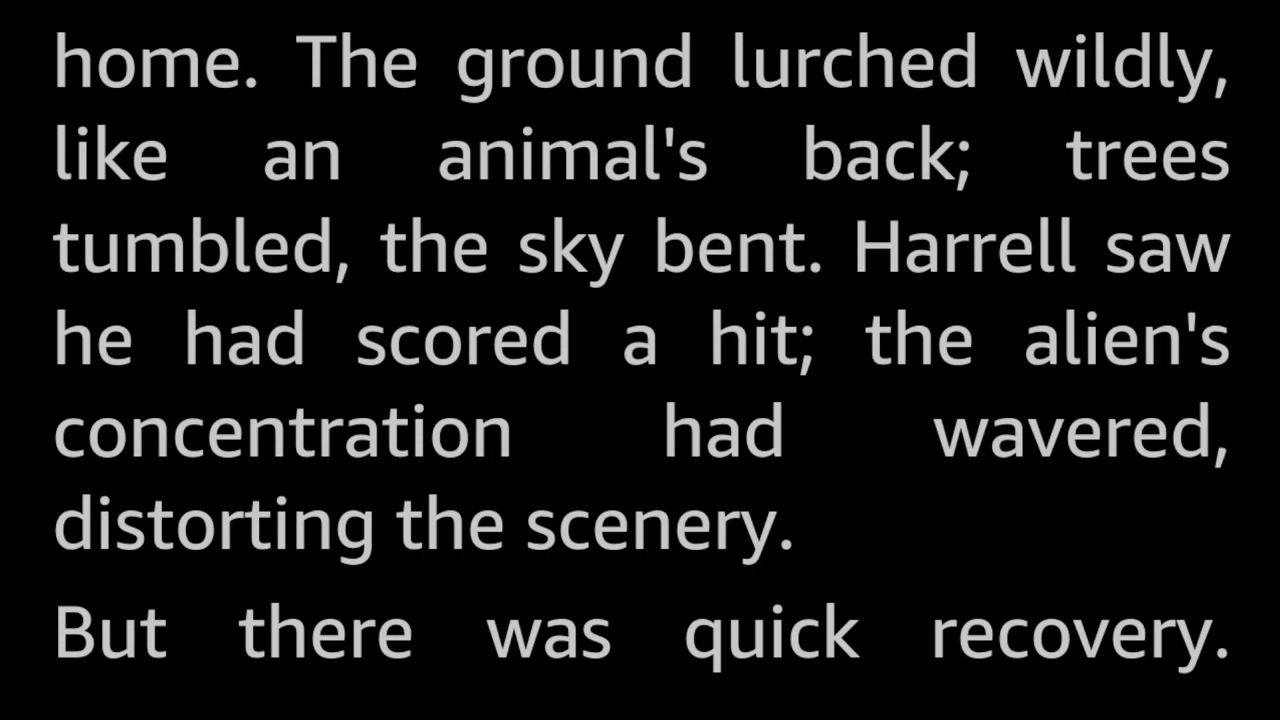 home. The ground lurched wildly,
like an animal's back; trees
tumbled, the sky bent. Harrell saw
he had scored a hit; the alien's
concentration had wavered,
distorting the scenery.
But there was quick recovery.